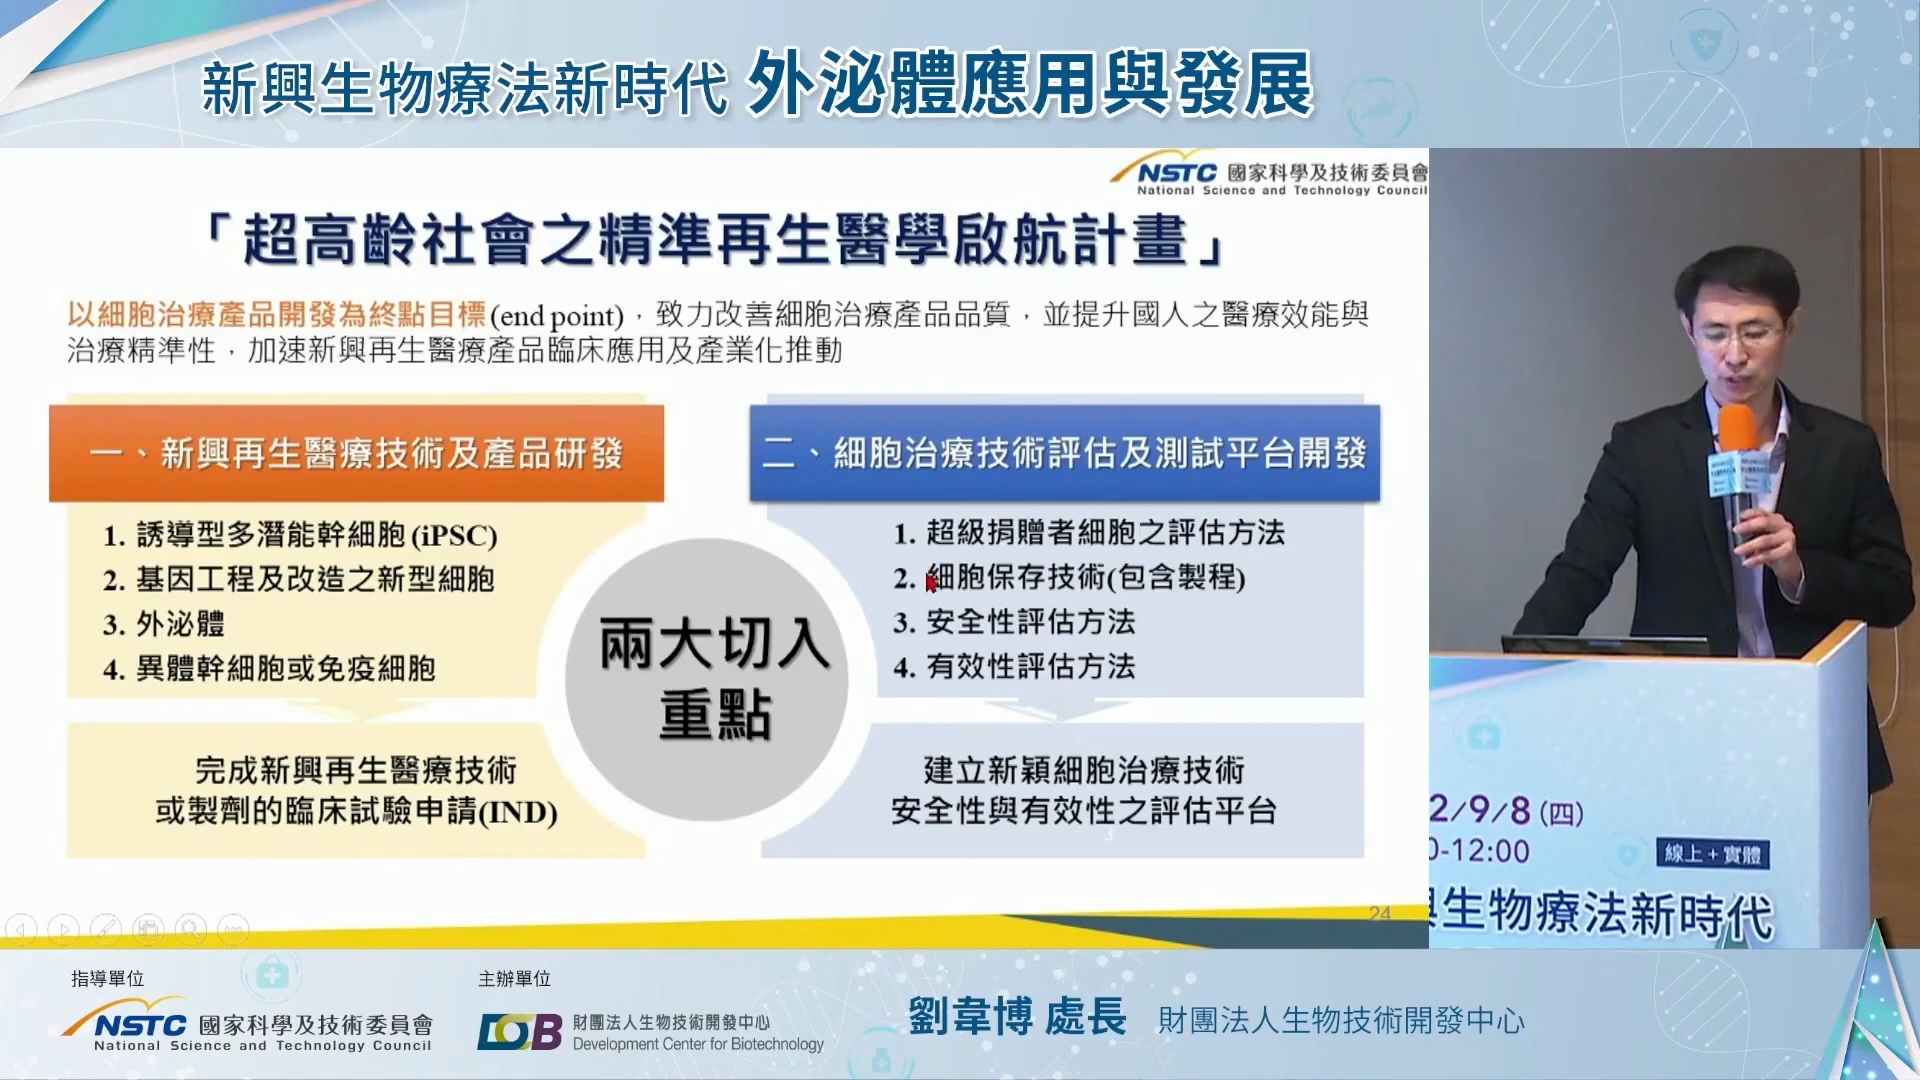 新興生物療法新時代 外泌體應用與發展
NSTC 國家科學及技術委員會
National Science and Technology Council
「超高齡社會之精準再生醫學啟航計畫」
以細胞治療產品開發為終點目標(end point)，致力改善細胞治療產品品質，並提升國人之醫療效能與
治療精準性，加速新興再生醫療產品臨床應用及產業化推動
一、新興再生醫療技術及產品研發
1. 誘導型多潛能幹細胞(iPSC)
2. 基因工程及改造之新型細胞
3. 外泌體
4. 異體幹細胞或免疫細胞
完成新興再生醫療技術
或製劑的臨床試驗申請(IND)
兩大切入
重點
二、細胞治療技術評估及測試平台開發
1. 超級捐贈者細胞之評估方法
2. 細胞保存技術(包含製程)
3. 安全性評估方法
4. 有效性評估方法
建立新穎細胞治療技術
安全性與有效性之評估平台
3
24
2/9/8(四)
0-12:00
線上+實體
興生物療法新時代
指導單位
NSTC 國家科學及技術委員會
National Science and Technology Council
主辦單位
DCB 財團法人生物技術開發中心
Development Center for Biotechnology
劉韋博 處長 財團法人生物技術開發中心